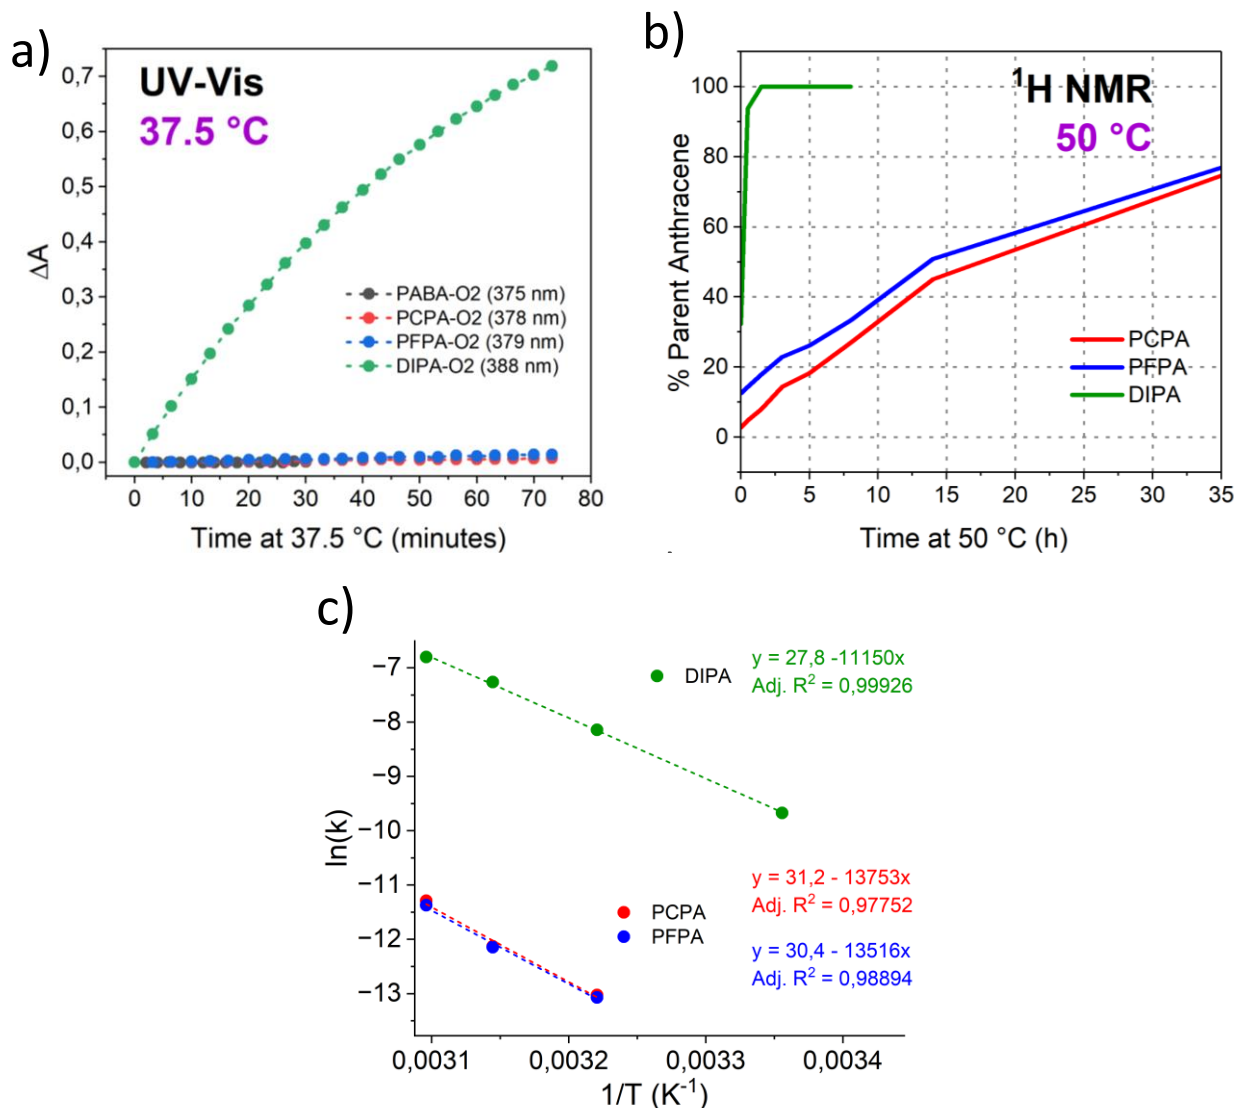 a)
UV-Vis
37.5 °C
0,7
0,6
0,5
0,4
0,3
0,2
0,1
0,0
ΔA
PABA-O2 (375 nm)
PCPA-O2 (378 nm)
PFPA-O2 (379 nm)
DIPA-O2 (388 nm)
0 10 20 30 40 50 60 70 80
Time at 37.5 °C (minutes)
b)
¹H NMR
50 °C
100
80
60
40
20
0
% Parent Anthracene
PCPA
PFPA
DIPA
0 5 10 15 20 25 30 35
Time at 50 °C (h)
c)
−7
−8
−9
−10
−11
−12
−13
ln(k)
DIPA
y = 27,8 -11150x
Adj. R² = 0,99926
PCPA
PFPA
y = 31,2 - 13753x
Adj. R² = 0,97752
y = 30,4 - 13516x
Adj. R² = 0,98894
0,0031 0,0032 0,0033 0,0034
1/T (K⁻¹)